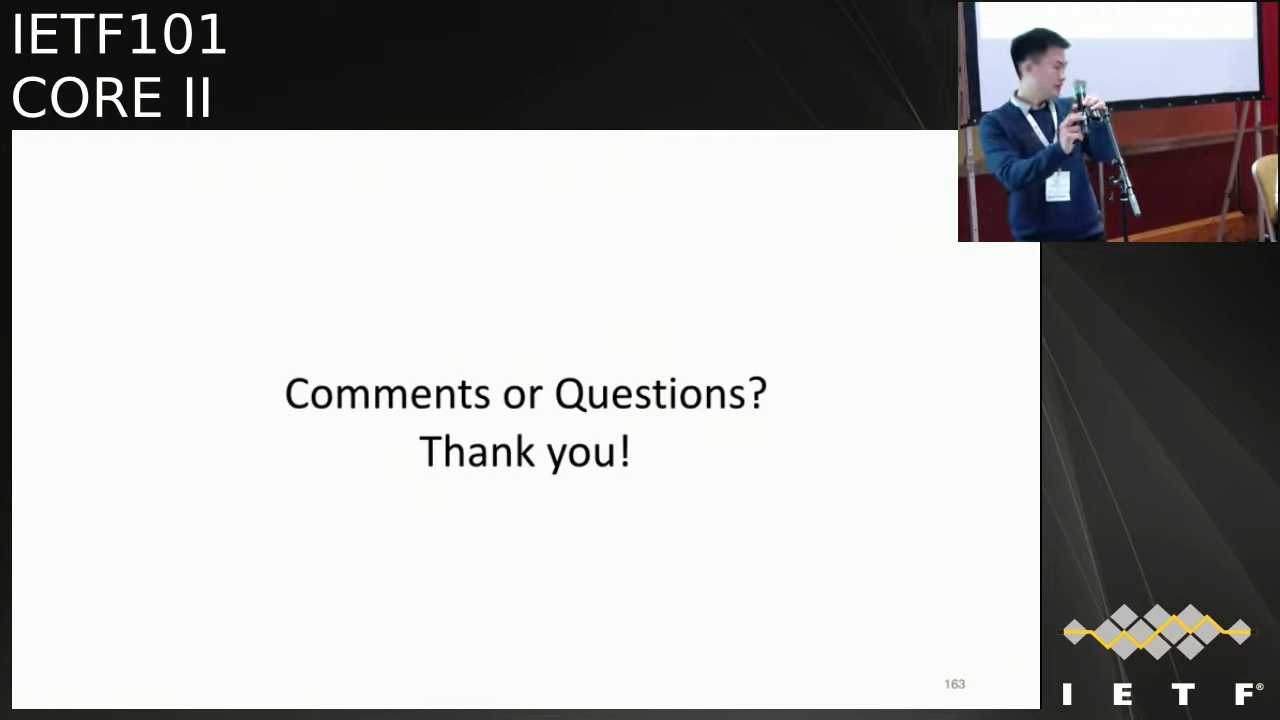 IETF101
CORE II
Comments or Questions?
Thank you!
163
I E T F®